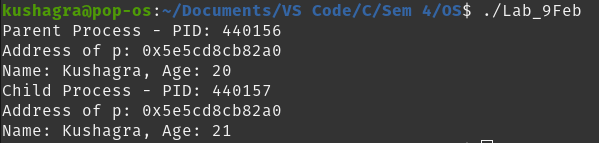 kushagra@pop-os:~/Documents/VS Code/C/Sem 4/OS$ ./Lab_9Feb
Parent Process - PID: 440156
Address of p: 0x5e5cd8cb82a0
Name: Kushagra, Age: 20
Child Process - PID: 440157
Address of p: 0x5e5cd8cb82a0
Name: Kushagra, Age: 21